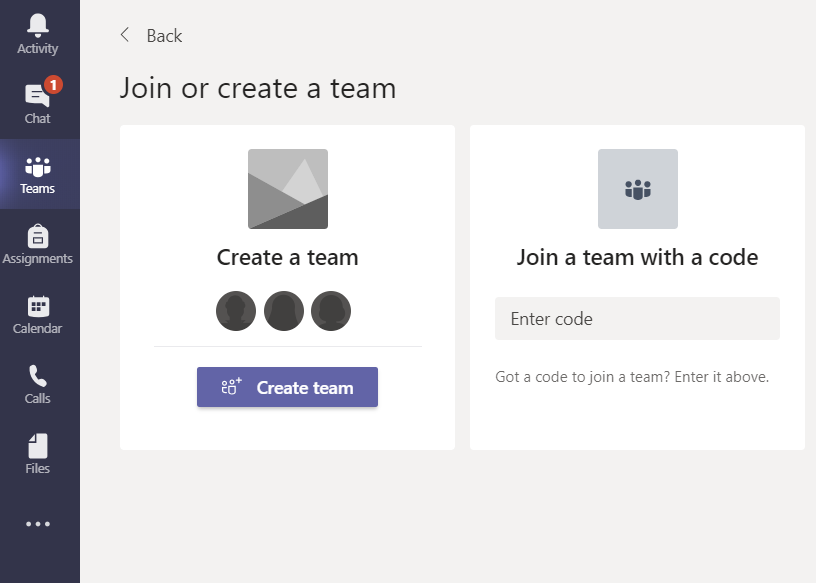 Activity
1
Chat
Teams
Assignments
Calendar
Calls
Files
Back
Join or create a team
Create a team
Create team
Join a team with a code
Enter code
Got a code to join a team? Enter it above.